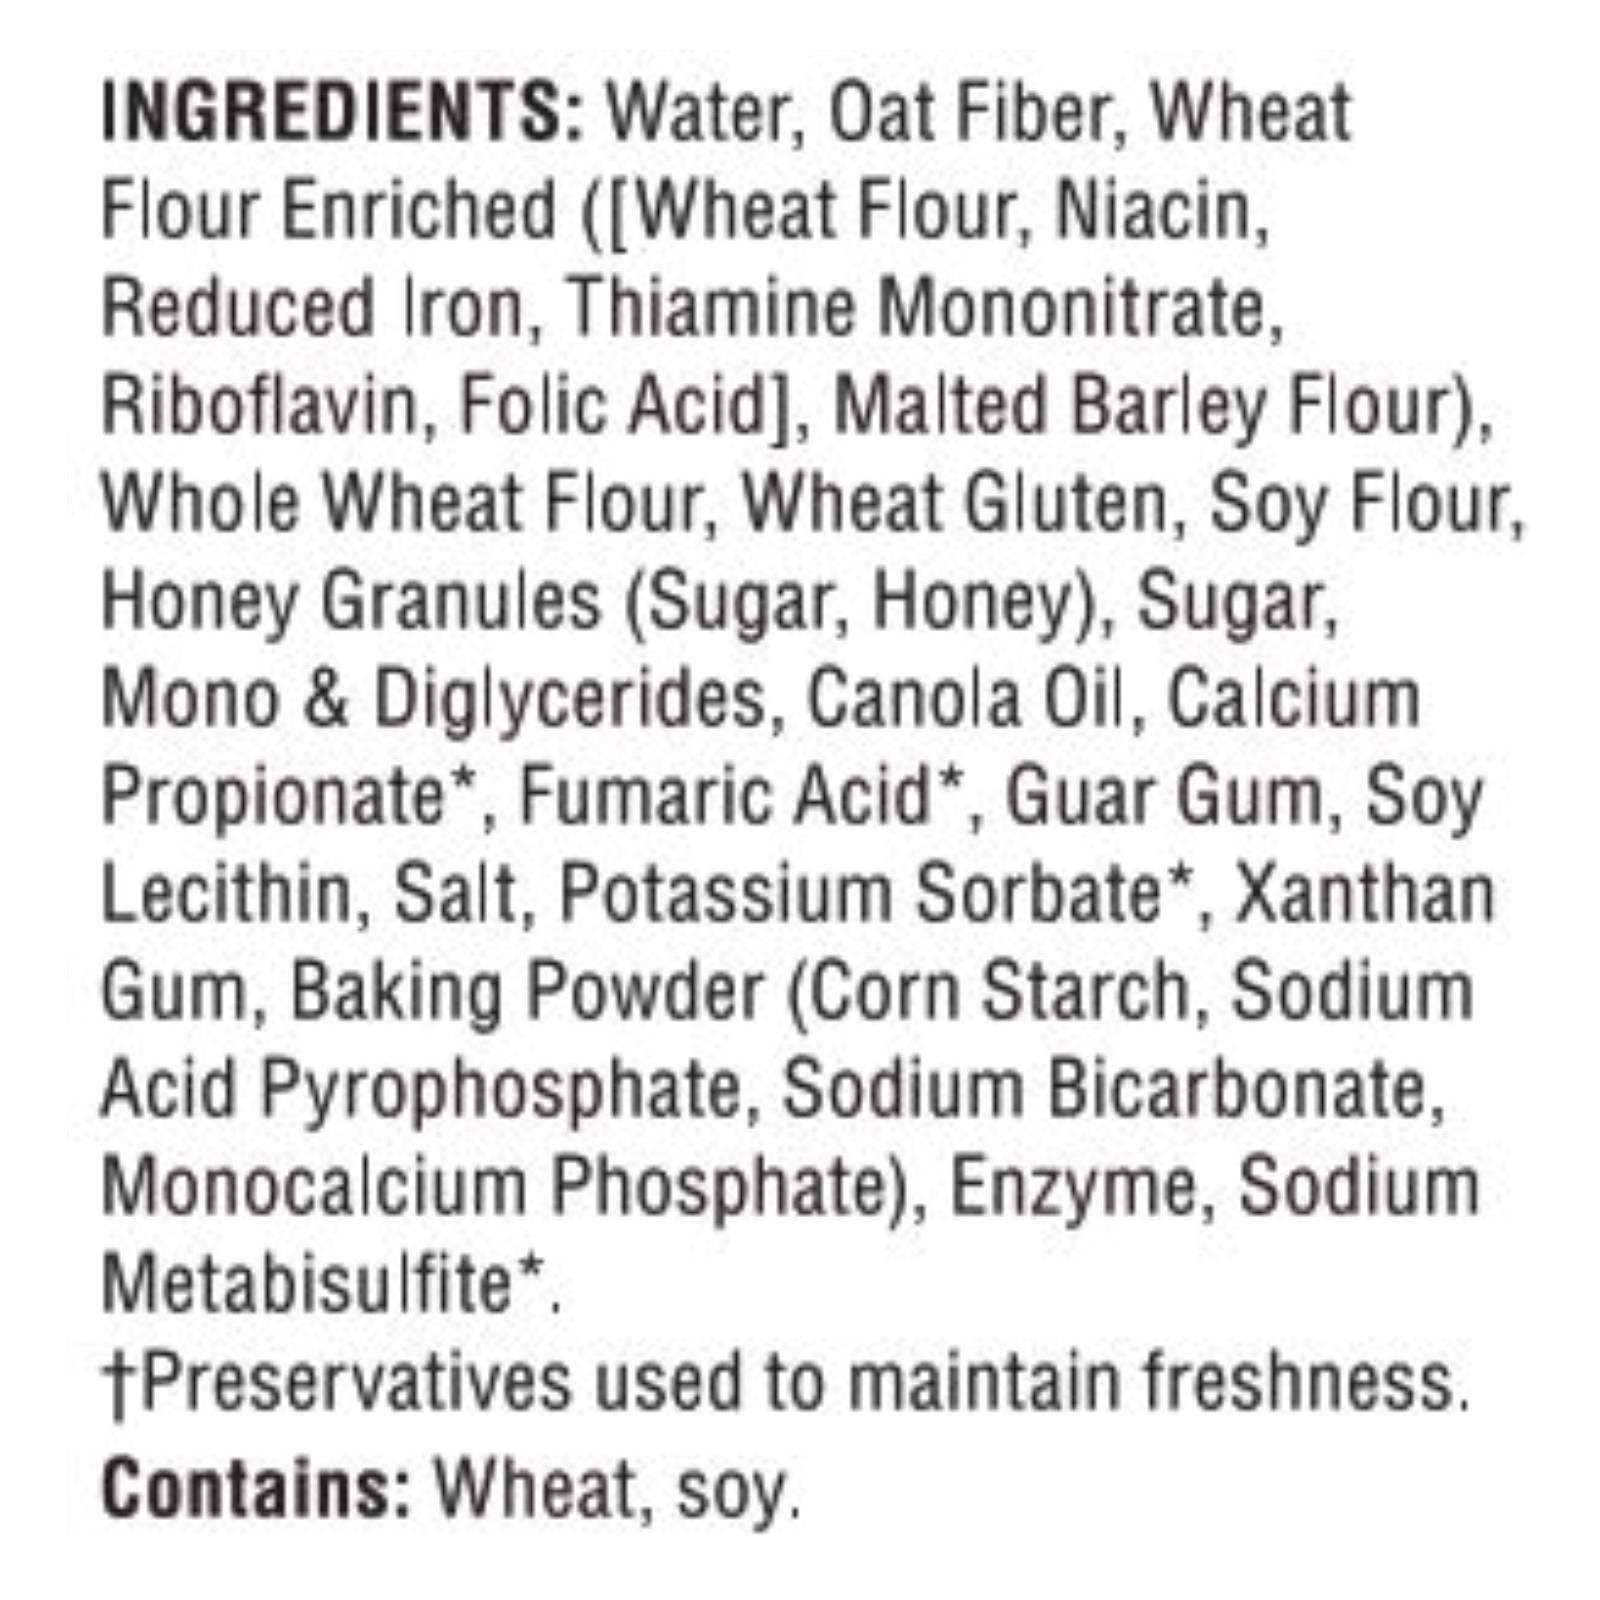 INGREDIENTS: Water, Oat Fiber, Wheat
Flour Enriched ([Wheat Flour, Niacin,
Reduced Iron, Thiamine Mononitrate,
Riboflavin, Folic Acid], Malted Barley Flour),
Whole Wheat Flour, Wheat Gluten, Soy Flour,
Honey Granules (Sugar, Honey), Sugar,
Mono & Diglycerides, Canola Oil, Calcium
Propionate*, Fumaric Acid*, Guar Gum, Soy
Lecithin, Salt, Potassium Sorbate*, Xanthan
Gum, Baking Powder (Corn Starch, Sodium
Acid Pyrophosphate, Sodium Bicarbonate,
Monocalcium Phosphate), Enzyme, Sodium
Metabisulfite*.
†Preservatives used to maintain freshness.
Contains: Wheat, soy.